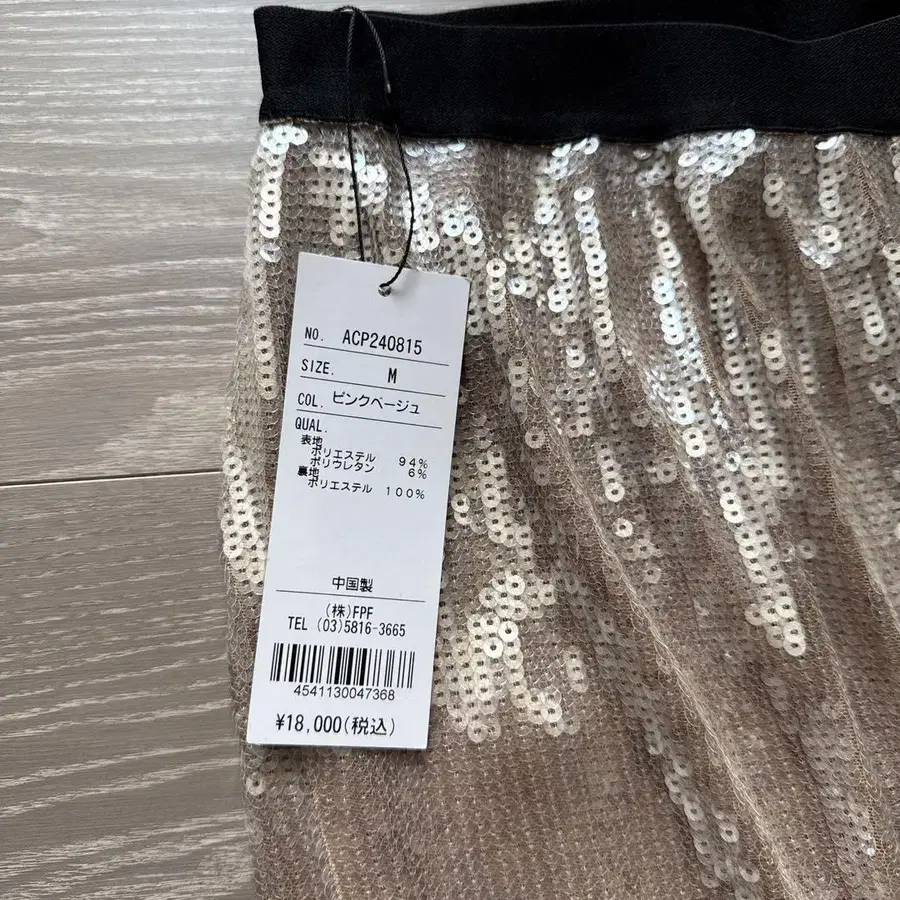 NO. ACP240815
SIZE. M
COL. ピンクベージュ
QUAL.
表地
ポリエステル 94%
ポリウレタン 6%
裏地
ポリエステル 100%
中国製
(株)FPF
TEL (03)5816-3665
4541130047368
¥18,000(税込)